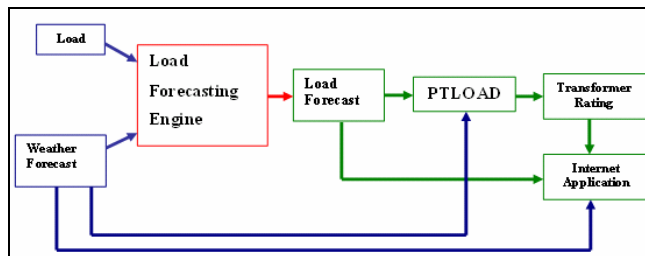 Load
Weather
Forecast
Load
Forecasting
Engine
Load
Forecast
PTLOAD
Transformer
Rating
Internet
Application